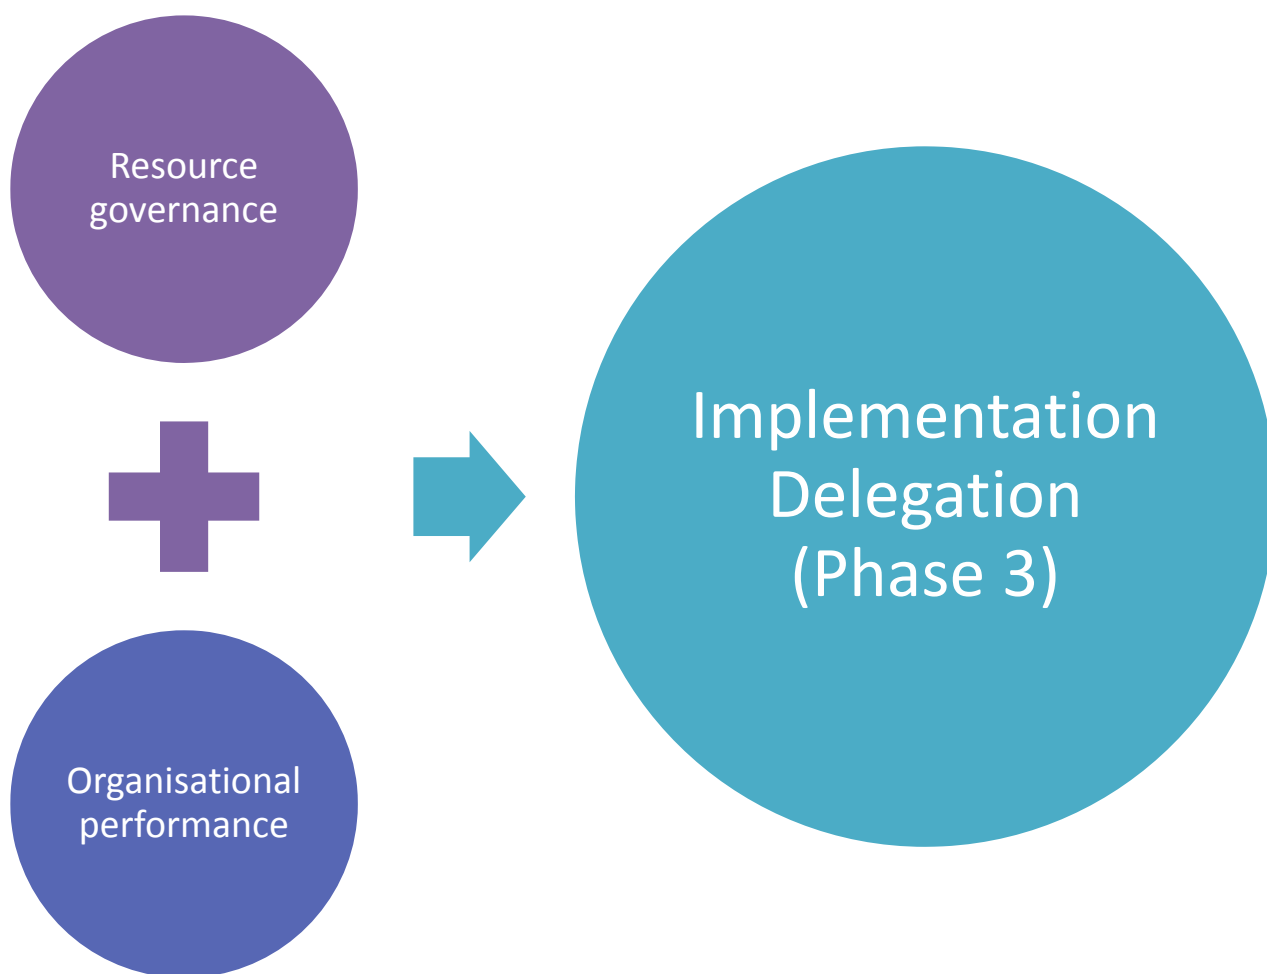 Resource
governance
Organisational
performance
Implementation
Delegation
(Phase 3)